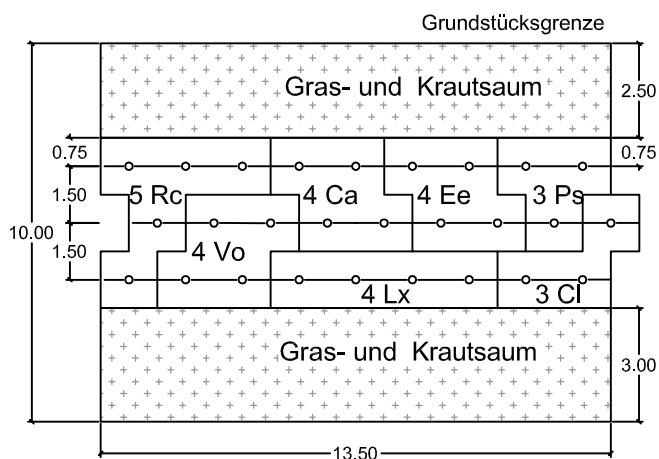 Grundstücksgrenze
Gras- und Krautsaum
2.50
0.75
0.75
5 Rc 4 Ca 4 Ee 3 Ps
1.50
10.00
1.50
4 Vo
4 Lx 3 Cl
Gras- und Krautsaum
3.00
13.50